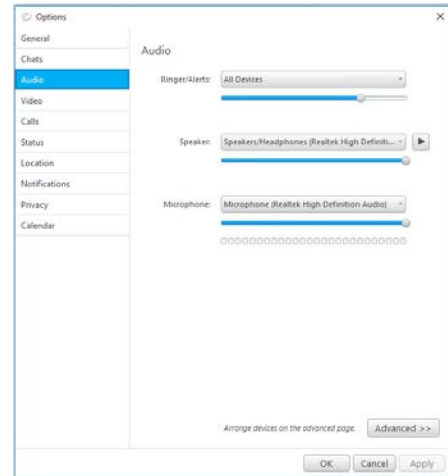 Options
General
Chats
Audio
Video
Calls
Status
Location
Notifications
Privacy
Calendar
Audio
Ringer/Alerts: All Devices
Speaker: Speakers/Headphones (Realtek High Definiti...
Microphone: Microphone (Realtek High Definition Audio)
Arrange devices on the advanced page. Advanced >>
OK Cancel Apply